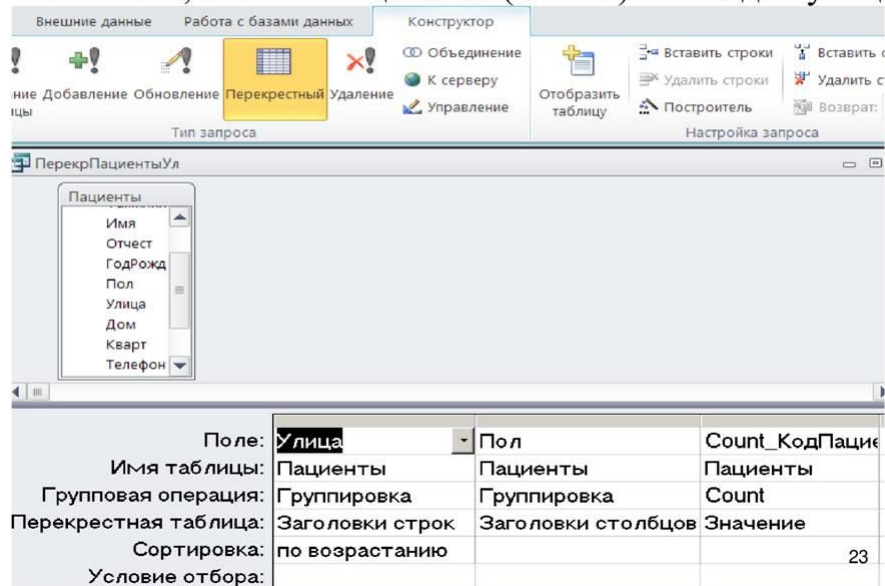 Внешние данные Работа с базами данных Конструктор
Объединение Вставить строки Вставить
К серверу Удалить строки Удалить с
Добавление Обновление Перекрестный Удаление Управление Отобразить таблицу Построитель Возврат:
Тип запроса Настройка запроса
ПерекрПациентыУл
Пациенты
Имя
Отчест
ГодРожд
Пол
Улица
Дом
Кварт
Телефон
Поле: Улица Пол Count_КодПацие
Имя таблицы: Пациенты Пациенты Пациенты
Групповая операция: Группировка Группировка Count
Перекрестная таблица: Заголовки строк Заголовки столбцов Значение
Сортировка: по возрастанию
23
Условие отбора: